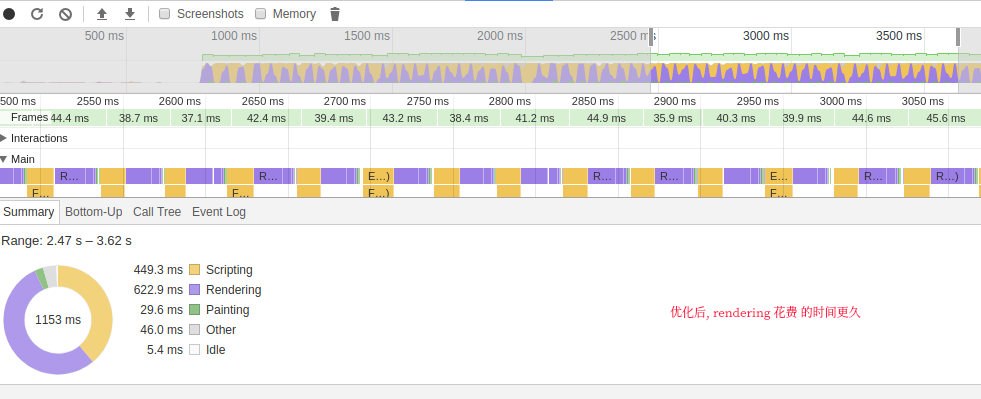 Screenshots Memory
500 ms 1000 ms 1500 ms 2000 ms 2500 ms 3000 ms 3500 ms
500 ms 2550 ms 2600 ms 2650 ms 2700 ms 2750 ms 2800 ms 2850 ms 2900 ms 2950 ms 3000 ms 3050 ms
Frames 44.4 ms 38.7 ms 37.1 ms 42.4 ms 39.4 ms 43.2 ms 38.4 ms 41.2 ms 44.9 ms 35.9 ms 40.3 ms 39.9 ms 44.6 ms 45.6 ms
Interactions
Main
R... R... E...) R... R... E... R... R...)
F... F... F...) F...
Summary Bottom-Up Call Tree Event Log
Range: 2.47 s – 3.62 s
449.3 ms Scripting
622.9 ms Rendering
29.6 ms Painting
46.0 ms Other
5.4 ms Idle
1153 ms
优化后, rendering 花费 的时间更久